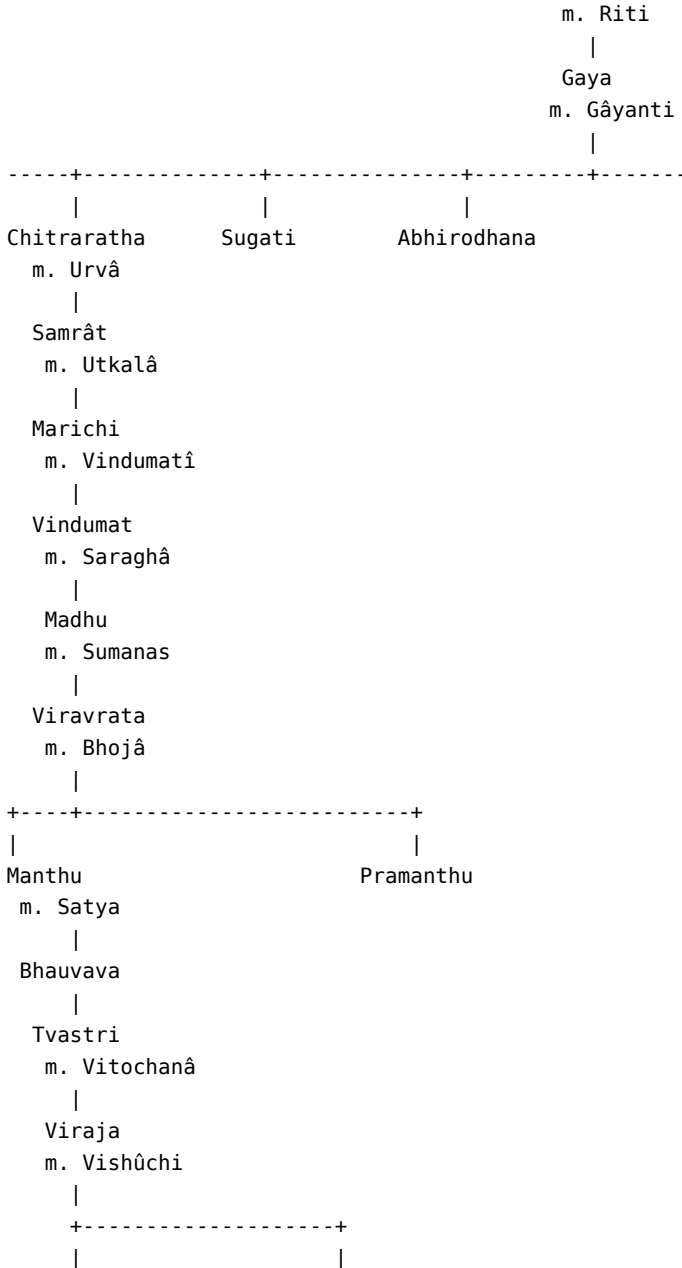 m. Riti
|
Gaya
m. Gâyanti
|
-----+--------------+---------------+---------+-------
| | |
Chitraratha Sugati Abhirodhana
m. Urvâ
|
Samrât
m. Utkalâ
|
Marichi
m. Vindumatî
|
Vindumat
m. Saraghâ
|
Madhu
m. Sumanas
|
Viravrata
m. Bhojâ
|
+----+--------------------------+
| |
Manthu Pramanthu
m. Satya
|
Bhauvava
|
Tvastri
m. Vitochanâ
|
Viraja
m. Vishûchi
|
+--------------------+
| |